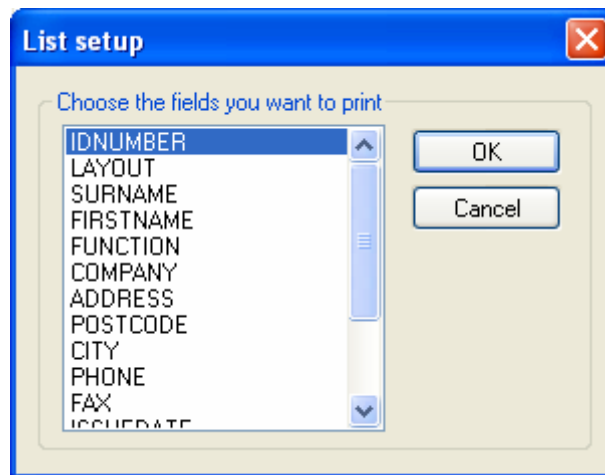 List setup
Choose the fields you want to print
IDNUMBER
LAYOUT
SURNAME
FIRSTNAME
FUNCTION
COMPANY
ADDRESS
POSTCODE
CITY
PHONE
FAX
ISSUEDATE
OK
Cancel